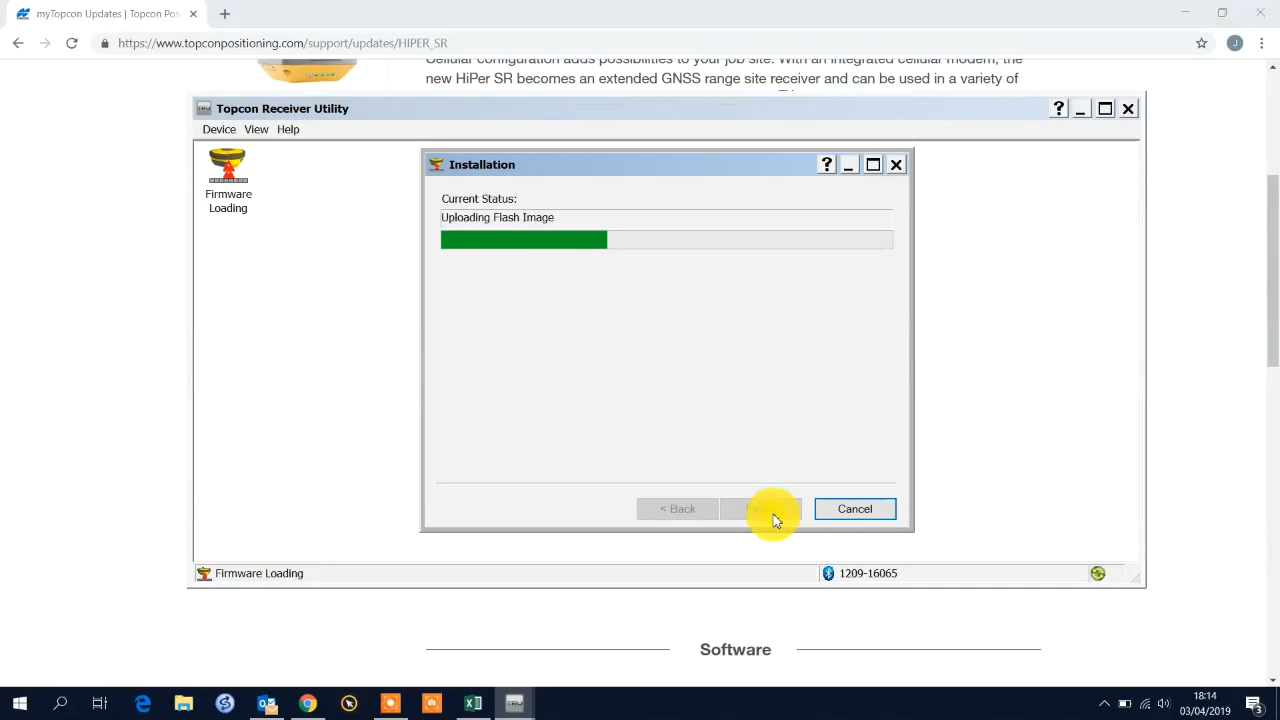 myTopcon Updates | Topcon Pos
https://www.topconpositioning.com/support/updates/HIPER_SR
Cellular configuration adds possibilities to your job site. With an integrated cellular modem, the
new HiPer SR becomes an extended GNSS range site receiver and can be used in a variety of
Topcon Receiver Utility
Device View Help
Firmware
Loading
Installation
Current Status:
Uploading Flash Image
< Back
Cancel
Firmware Loading
1209-16065
Software
18:14
03/04/2019
3